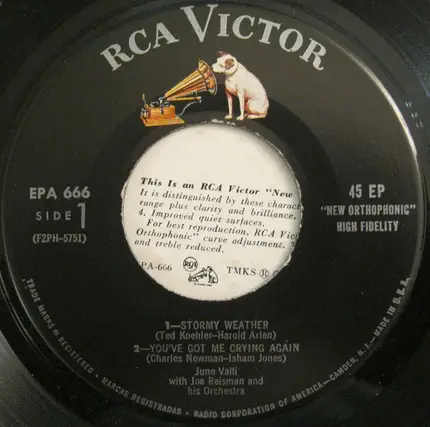 RCA VICTOR
EPA 666
SIDE 1
(F2PH-5751)
45 EP
"NEW ORTHOPHONIC"
HIGH FIDELITY
This Is an RCA Victor "New
It is distinguished by these charact
range plus clarity and brilliance.
4. Improved quiet surfaces.
For best reproduction, RCA Vic
Orthophonic" curve adjustment.
and treble reduced.
RCA
PA-666
TMKS ®
1—STORMY WEATHER
(Ted Koehler-Harold Arlen)
2—YOU'VE GOT ME CRYING AGAIN
(Charles Newman-Isham Jones)
June Valli
with Joe Reisman and
his Orchestra
TRADE MARKS ® REGISTERED • MARCAS REGISTRADAS • RADIO CORPORATION OF AMERICA—CAMDEN, N.J.—MADE IN U.S.A.